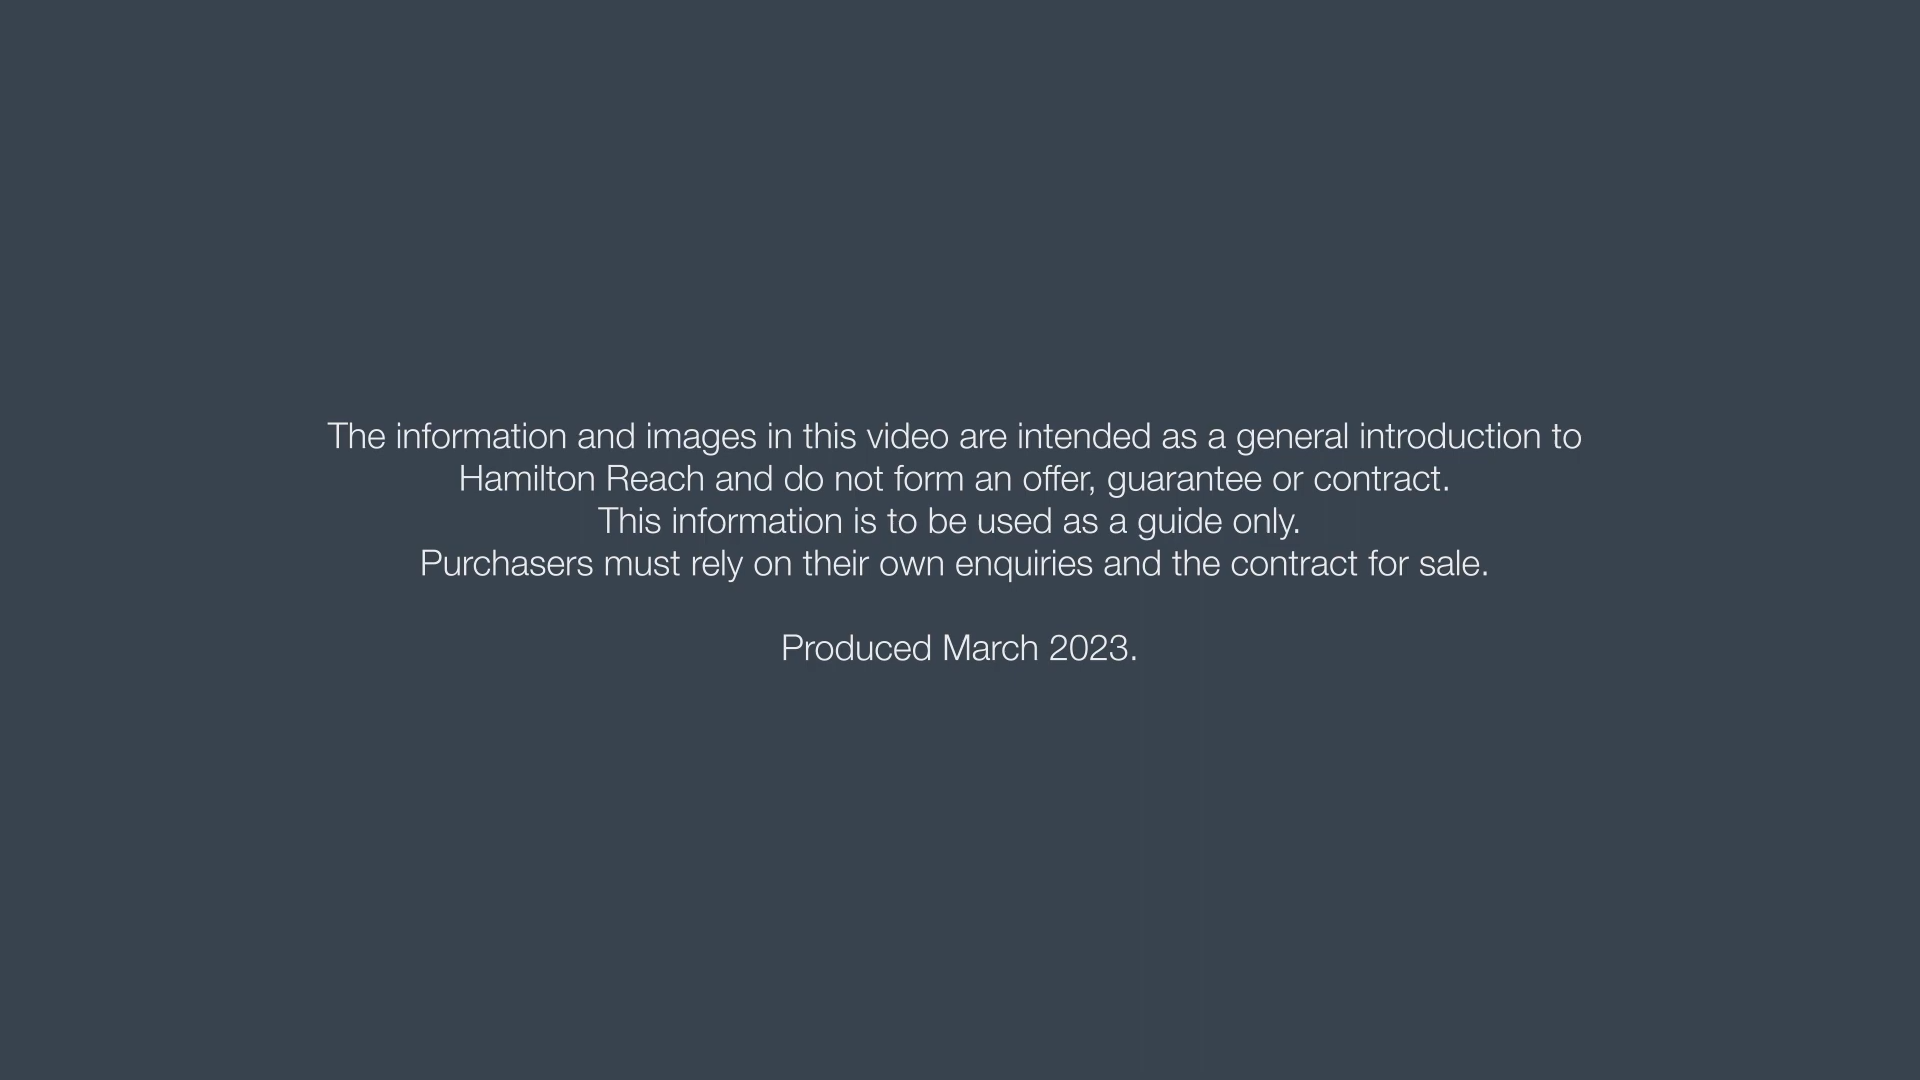 The information and images in this video are intended as a general introduction to
Hamilton Reach and do not form an offer, guarantee or contract.
This information is to be used as a guide only.
Purchasers must rely on their own enquiries and the contract for sale.
Produced March 2023.